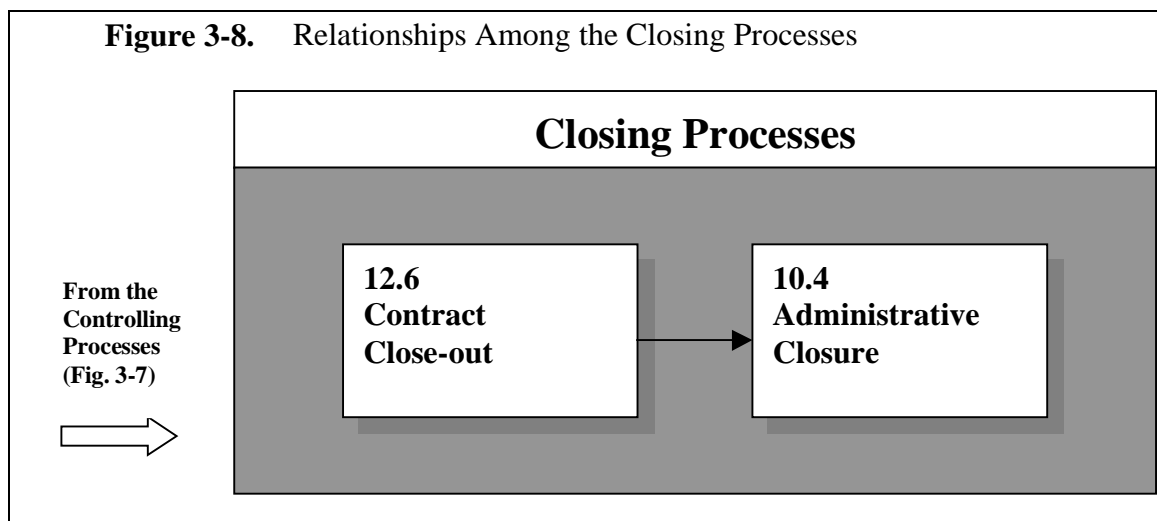 Figure 3-8. Relationships Among the Closing Processes
Closing Processes
From the
Controlling
Processes
(Fig. 3-7)
12.6
Contract
Close-out
10.4
Administrative
Closure